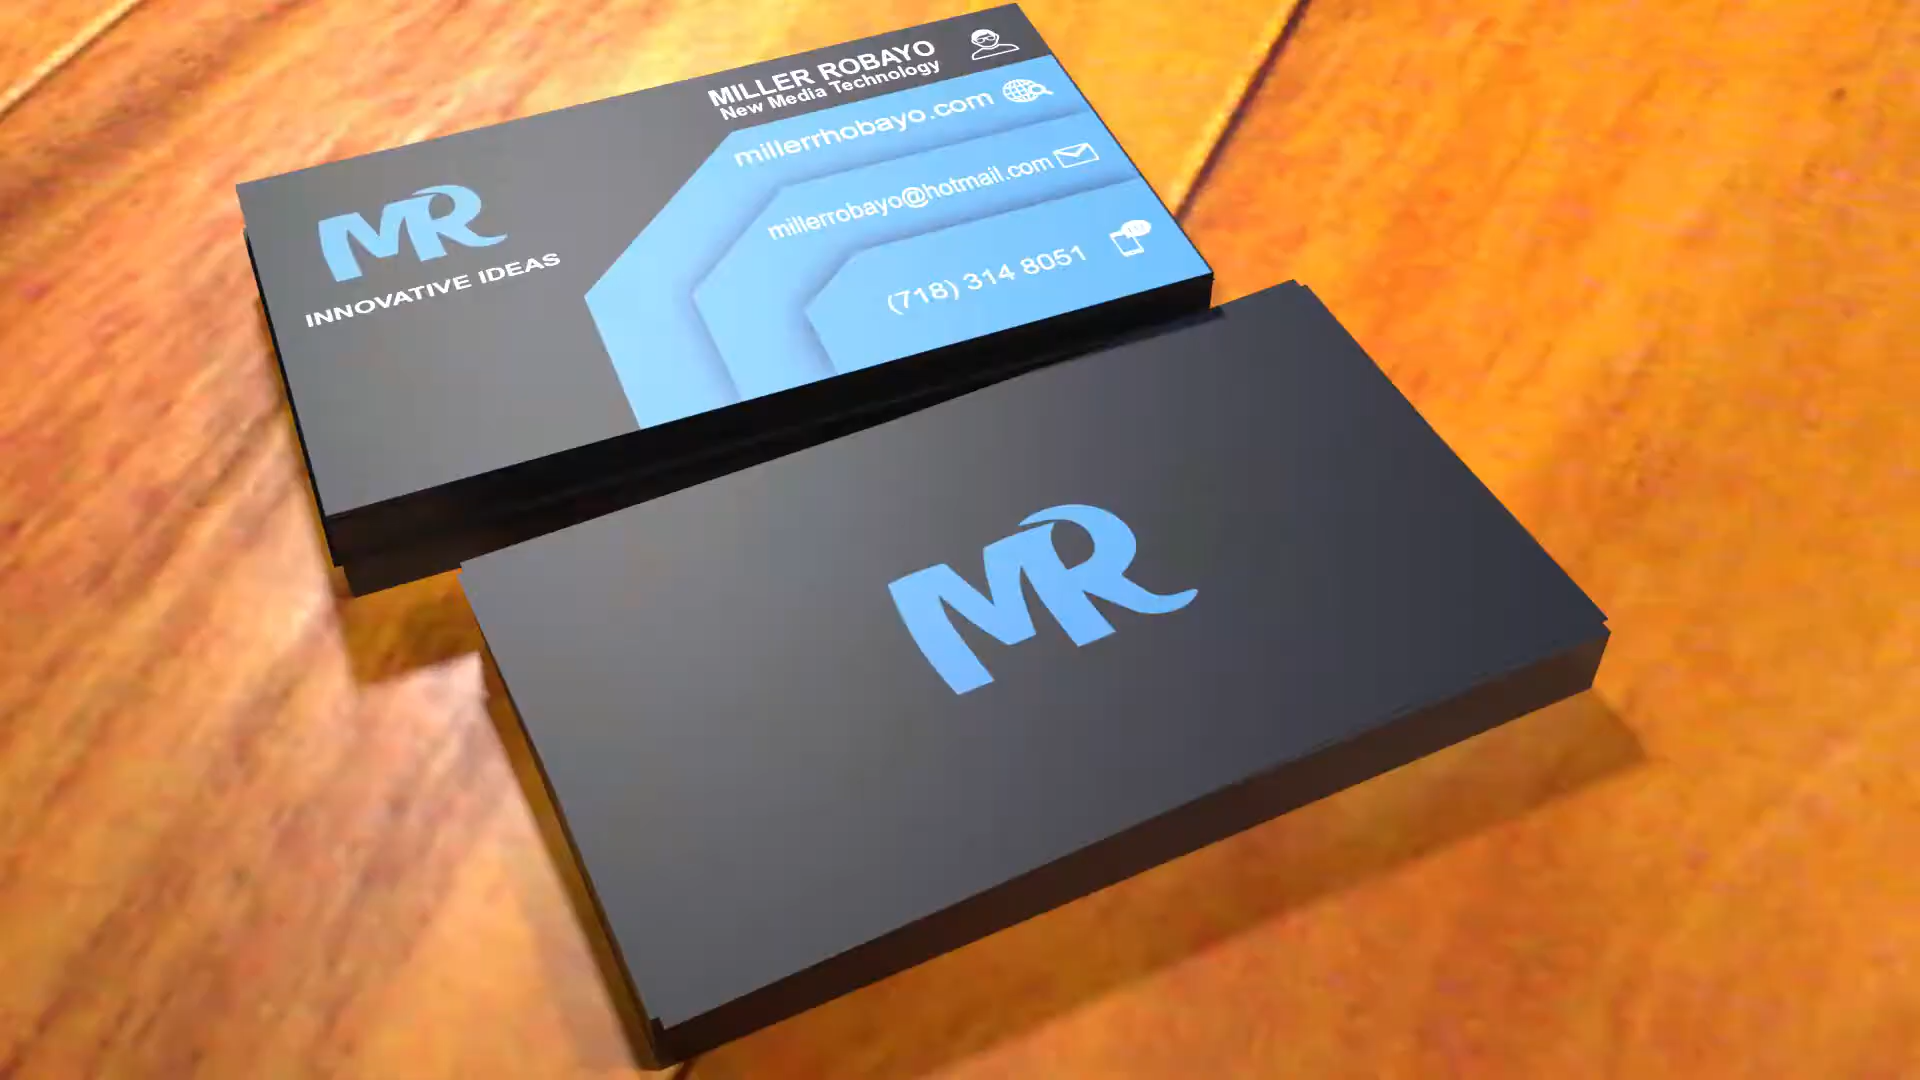 MILLER ROBAYO
New Media Technology
millerrhobayo.com
millerrobayo@hotmail.com
(718) 314 8051
MR
INNOVATIVE IDEAS
MR